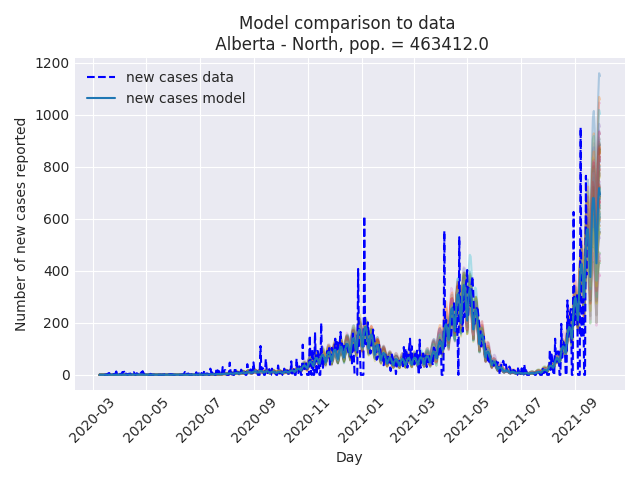 Model comparison to data
Alberta - North, pop. = 463412.0
1200
1000
800
600
400
200
0
Number of new cases reported
new cases data
new cases model
2020-03
2020-05
2020-07
2020-09
2020-11
2021-01
2021-03
2021-05
2021-07
2021-09
Day